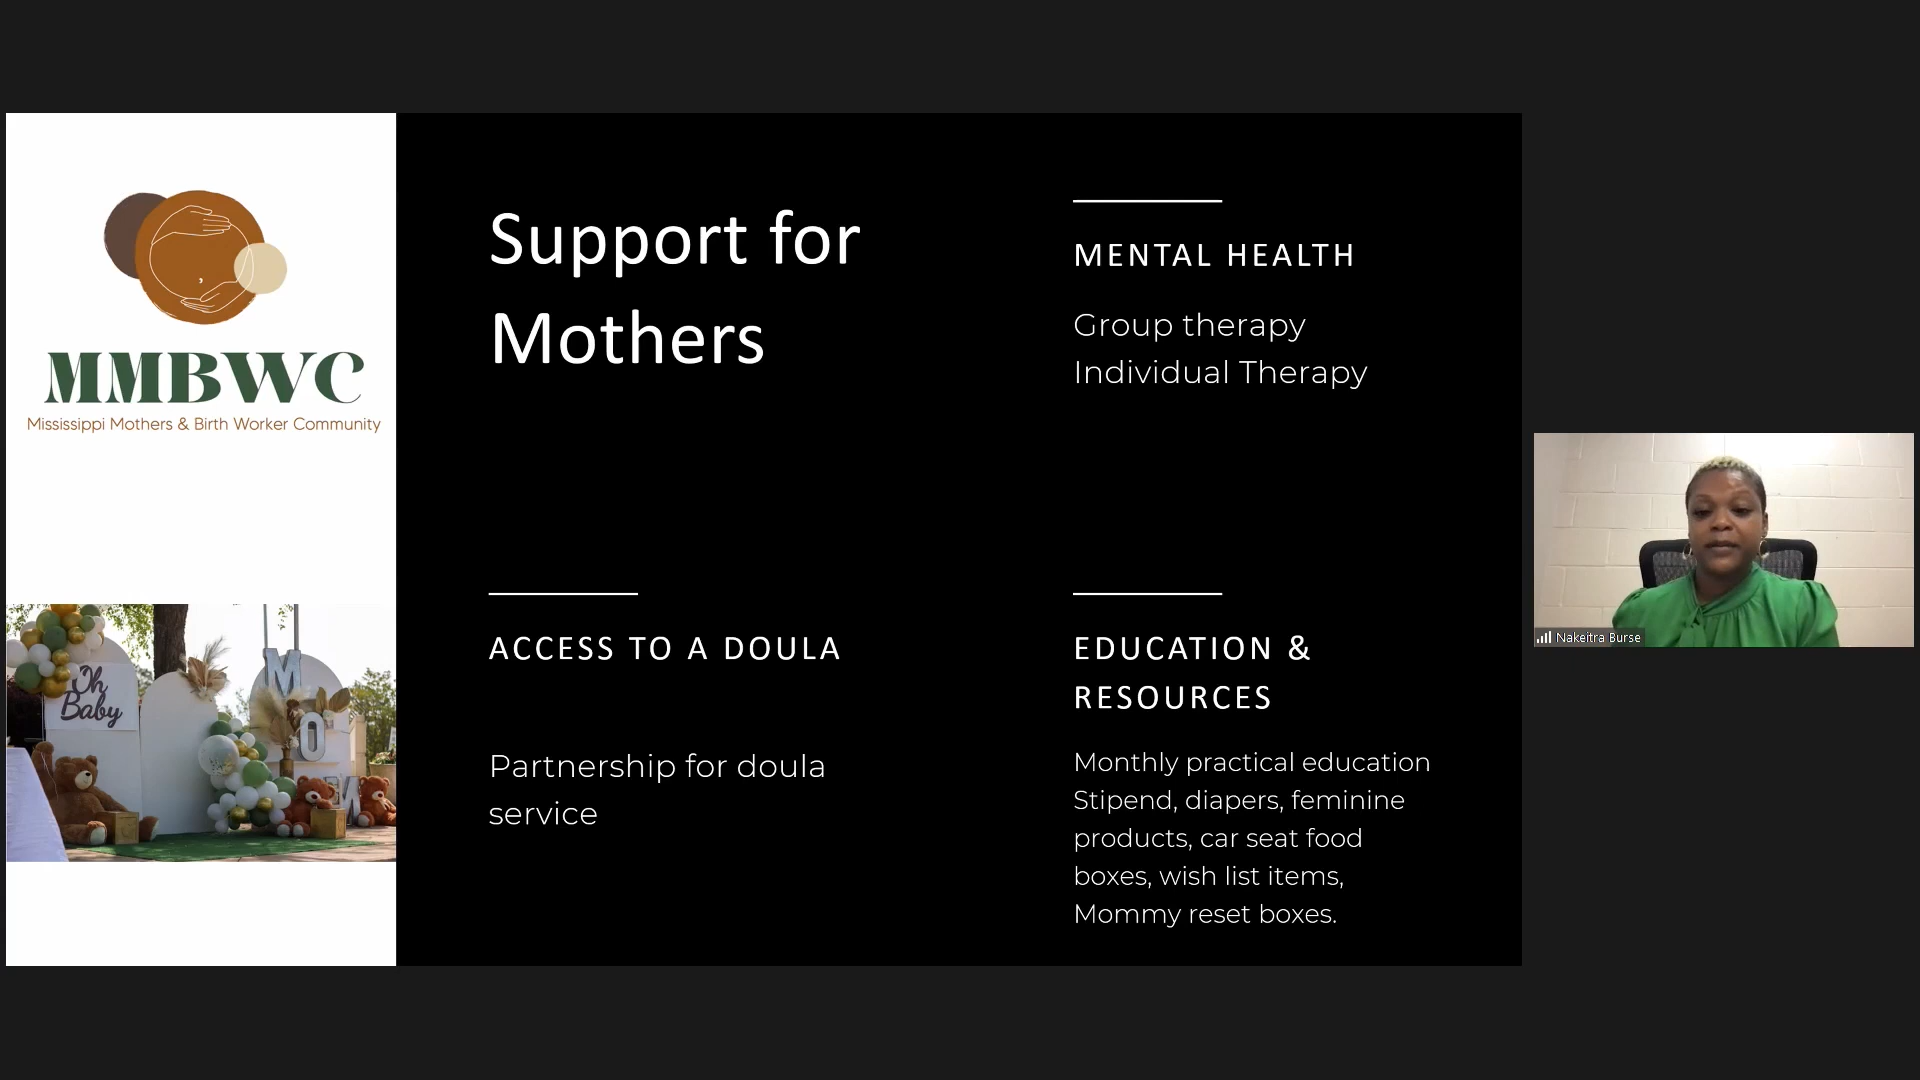 MMBWC
Mississippi Mothers & Birth Worker Community
Oh
Baby
M
O
M
Support for
Mothers
MENTAL HEALTH
Group therapy
Individual Therapy
ACCESS TO A DOULA
Partnership for doula
service
EDUCATION &
RESOURCES
Monthly practical education
Stipend, diapers, feminine
products, car seat food
boxes, wish list items,
Mommy reset boxes.
Nakeitra Burse